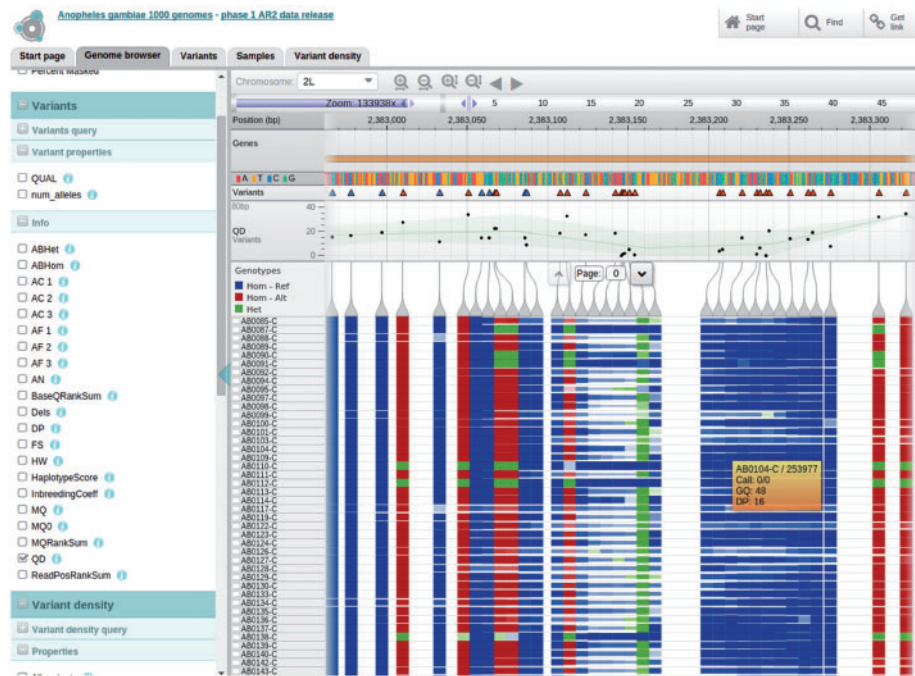 Anopheles gambiae 1000 genomes - phase 1 AR2 data release
Start page
Find
Get link
Start page
Genome browser
Variants
Samples
Variant density
Percent Masked
Variants
Variants query
Variant properties
QUAL
num_alleles
Info
ABHet
ABHom
AC 1
AC 2
AC 3
AF 1
AF 2
AF 3
AN
BaseQRankSum
Dels
DP
FS
HW
HaplotypeScore
InbreedingCoeff
MQ
MQ0
MQRankSum
QD
ReadPosRankSum
Variant density
Variant density query
Properties
Chromosome: 2L
Zoom: 133938x
5 10 15 20 25 30 35 40 45
Position (bp)
2,383,000 2,383,050 2,383,100 2,383,150 2,383,200 2,383,250 2,383,300
Genes
A T C G
Variants
80bp
QD
Variants
40
20
0
Genotypes
Hom - Ref
Hom - Alt
Het
Page: 0
AB0085-C
AB0087-C
AB0088-C
AB0089-C
AB0090-C
AB0091-C
AB0092-C
AB0094-C
AB0095-C
AB0097-C
AB0098-C
AB0099-C
AB0100-C
AB0101-C
AB0103-C
AB0104-C
AB0109-C
AB0110-C
AB0111-C
AB0112-C
AB0113-C
AB0114-C
AB0117-C
AB0119-C
AB0122-C
AB0123-C
AB0124-C
AB0126-C
AB0127-C
AB0128-C
AB0129-C
AB0130-C
AB0133-C
AB0134-C
AB0135-C
AB0136-C
AB0137-C
AB0138-C
AB0139-C
AB0140-C
AB0142-C
AB0143-C
AB0104-C / 253977
Call: 0/0
GQ: 48
DP: 16